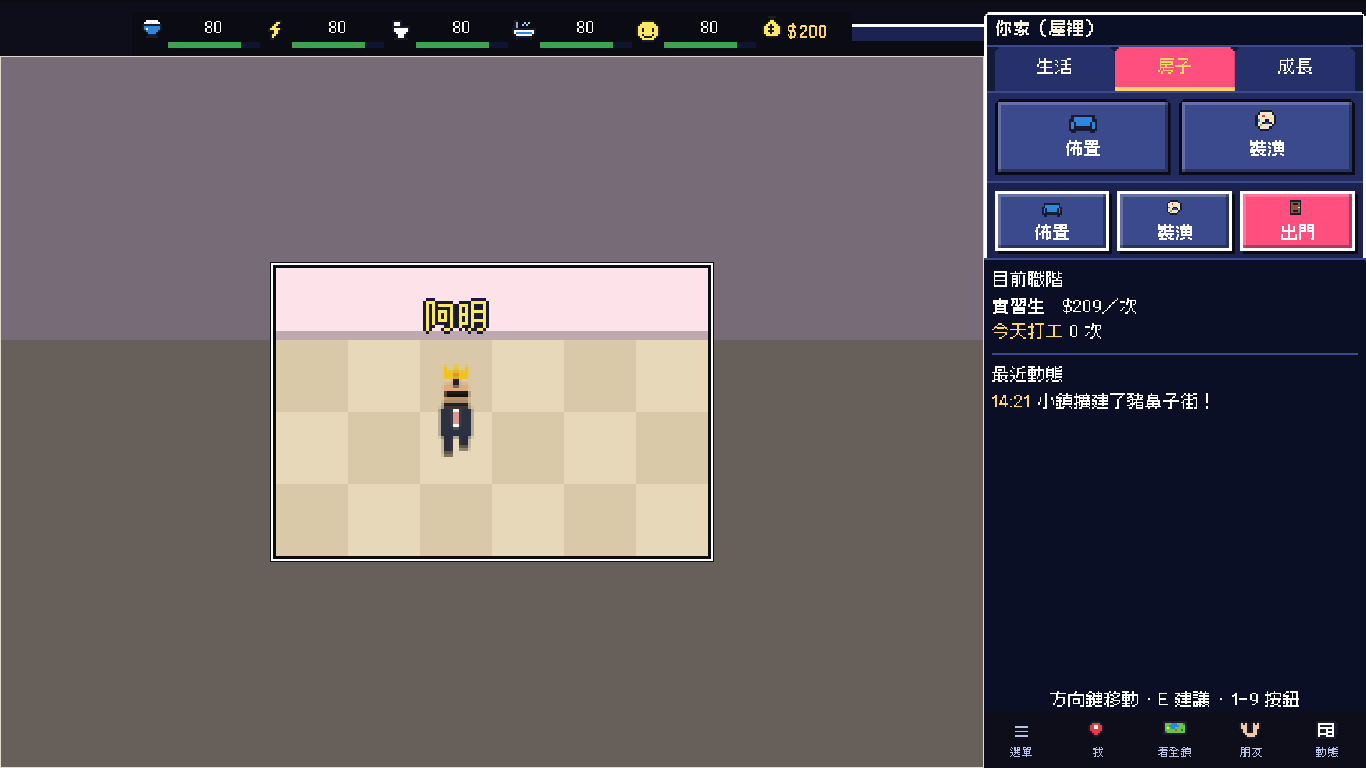 80
80
80
80
80
$200
你家（屋裡）
生活
房子
成長
佈置
裝潢
佈置
裝潢
出門
阿明
目前職階
實習生 $209／次
今天打工 0 次
最近動態
14:21 小鎮擴建了豬鼻子街！
方向鍵移動 · E 建議 · 1-9 按鈕
選單
我
看全鎮
朋友
動態